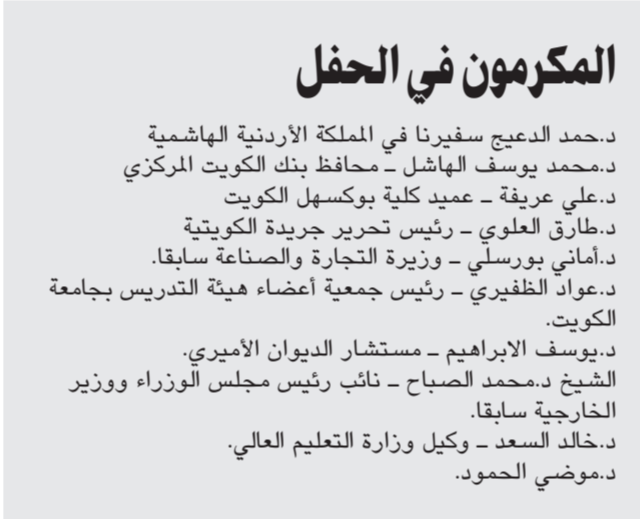 المكرمون في الحفل
د.حمد الدعيج سفيرنا في المملكة الأردنية الهاشمية
د.محمد يوسف الهاشل – محافظ بنك الكويت المركزي
د.علي عريفة – عميد كلية بوكسهل الكويت
د.طارق العلوي – رئيس تحرير جريدة الكويتية
د.أماني بورسلي – وزيرة التجارة والصناعة سابقا.
د.عواد الظفيري – رئيس جمعية أعضاء هيئة التدريس بجامعة
الكويت.
د.يوسف الابراهيم – مستشار الديوان الأميري.
الشيخ د.محمد الصباح – نائب رئيس مجلس الوزراء ووزير
الخارجية سابقا.
د.خالد السعد – وكيل وزارة التعليم العالي.
د.موضي الحمود.